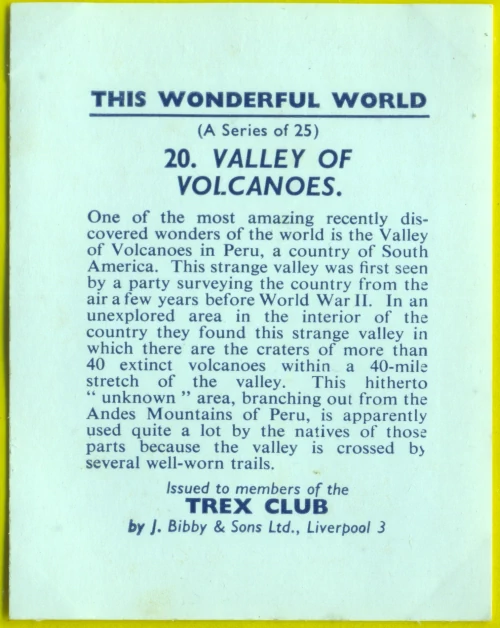 THIS WONDERFUL WORLD
(A Series of 25)
20. VALLEY OF
VOLCANOES.
One of the most amazing recently dis-
covered wonders of the world is the Valley
of Volcanoes in Peru, a country of South
America. This strange valley was first seen
by a party surveying the country from the
air a few years before World War II. In an
unexplored area in the interior of the
country they found this strange valley in
which there are the craters of more than
40 extinct volcanoes within a 40-mile
stretch of the valley. This hitherto
“ unknown ” area, branching out from the
Andes Mountains of Peru, is apparently
used quite a lot by the natives of those
parts because the valley is crossed by
several well-worn trails.
Issued to members of the
TREX CLUB
by J. Bibby & Sons Ltd., Liverpool 3